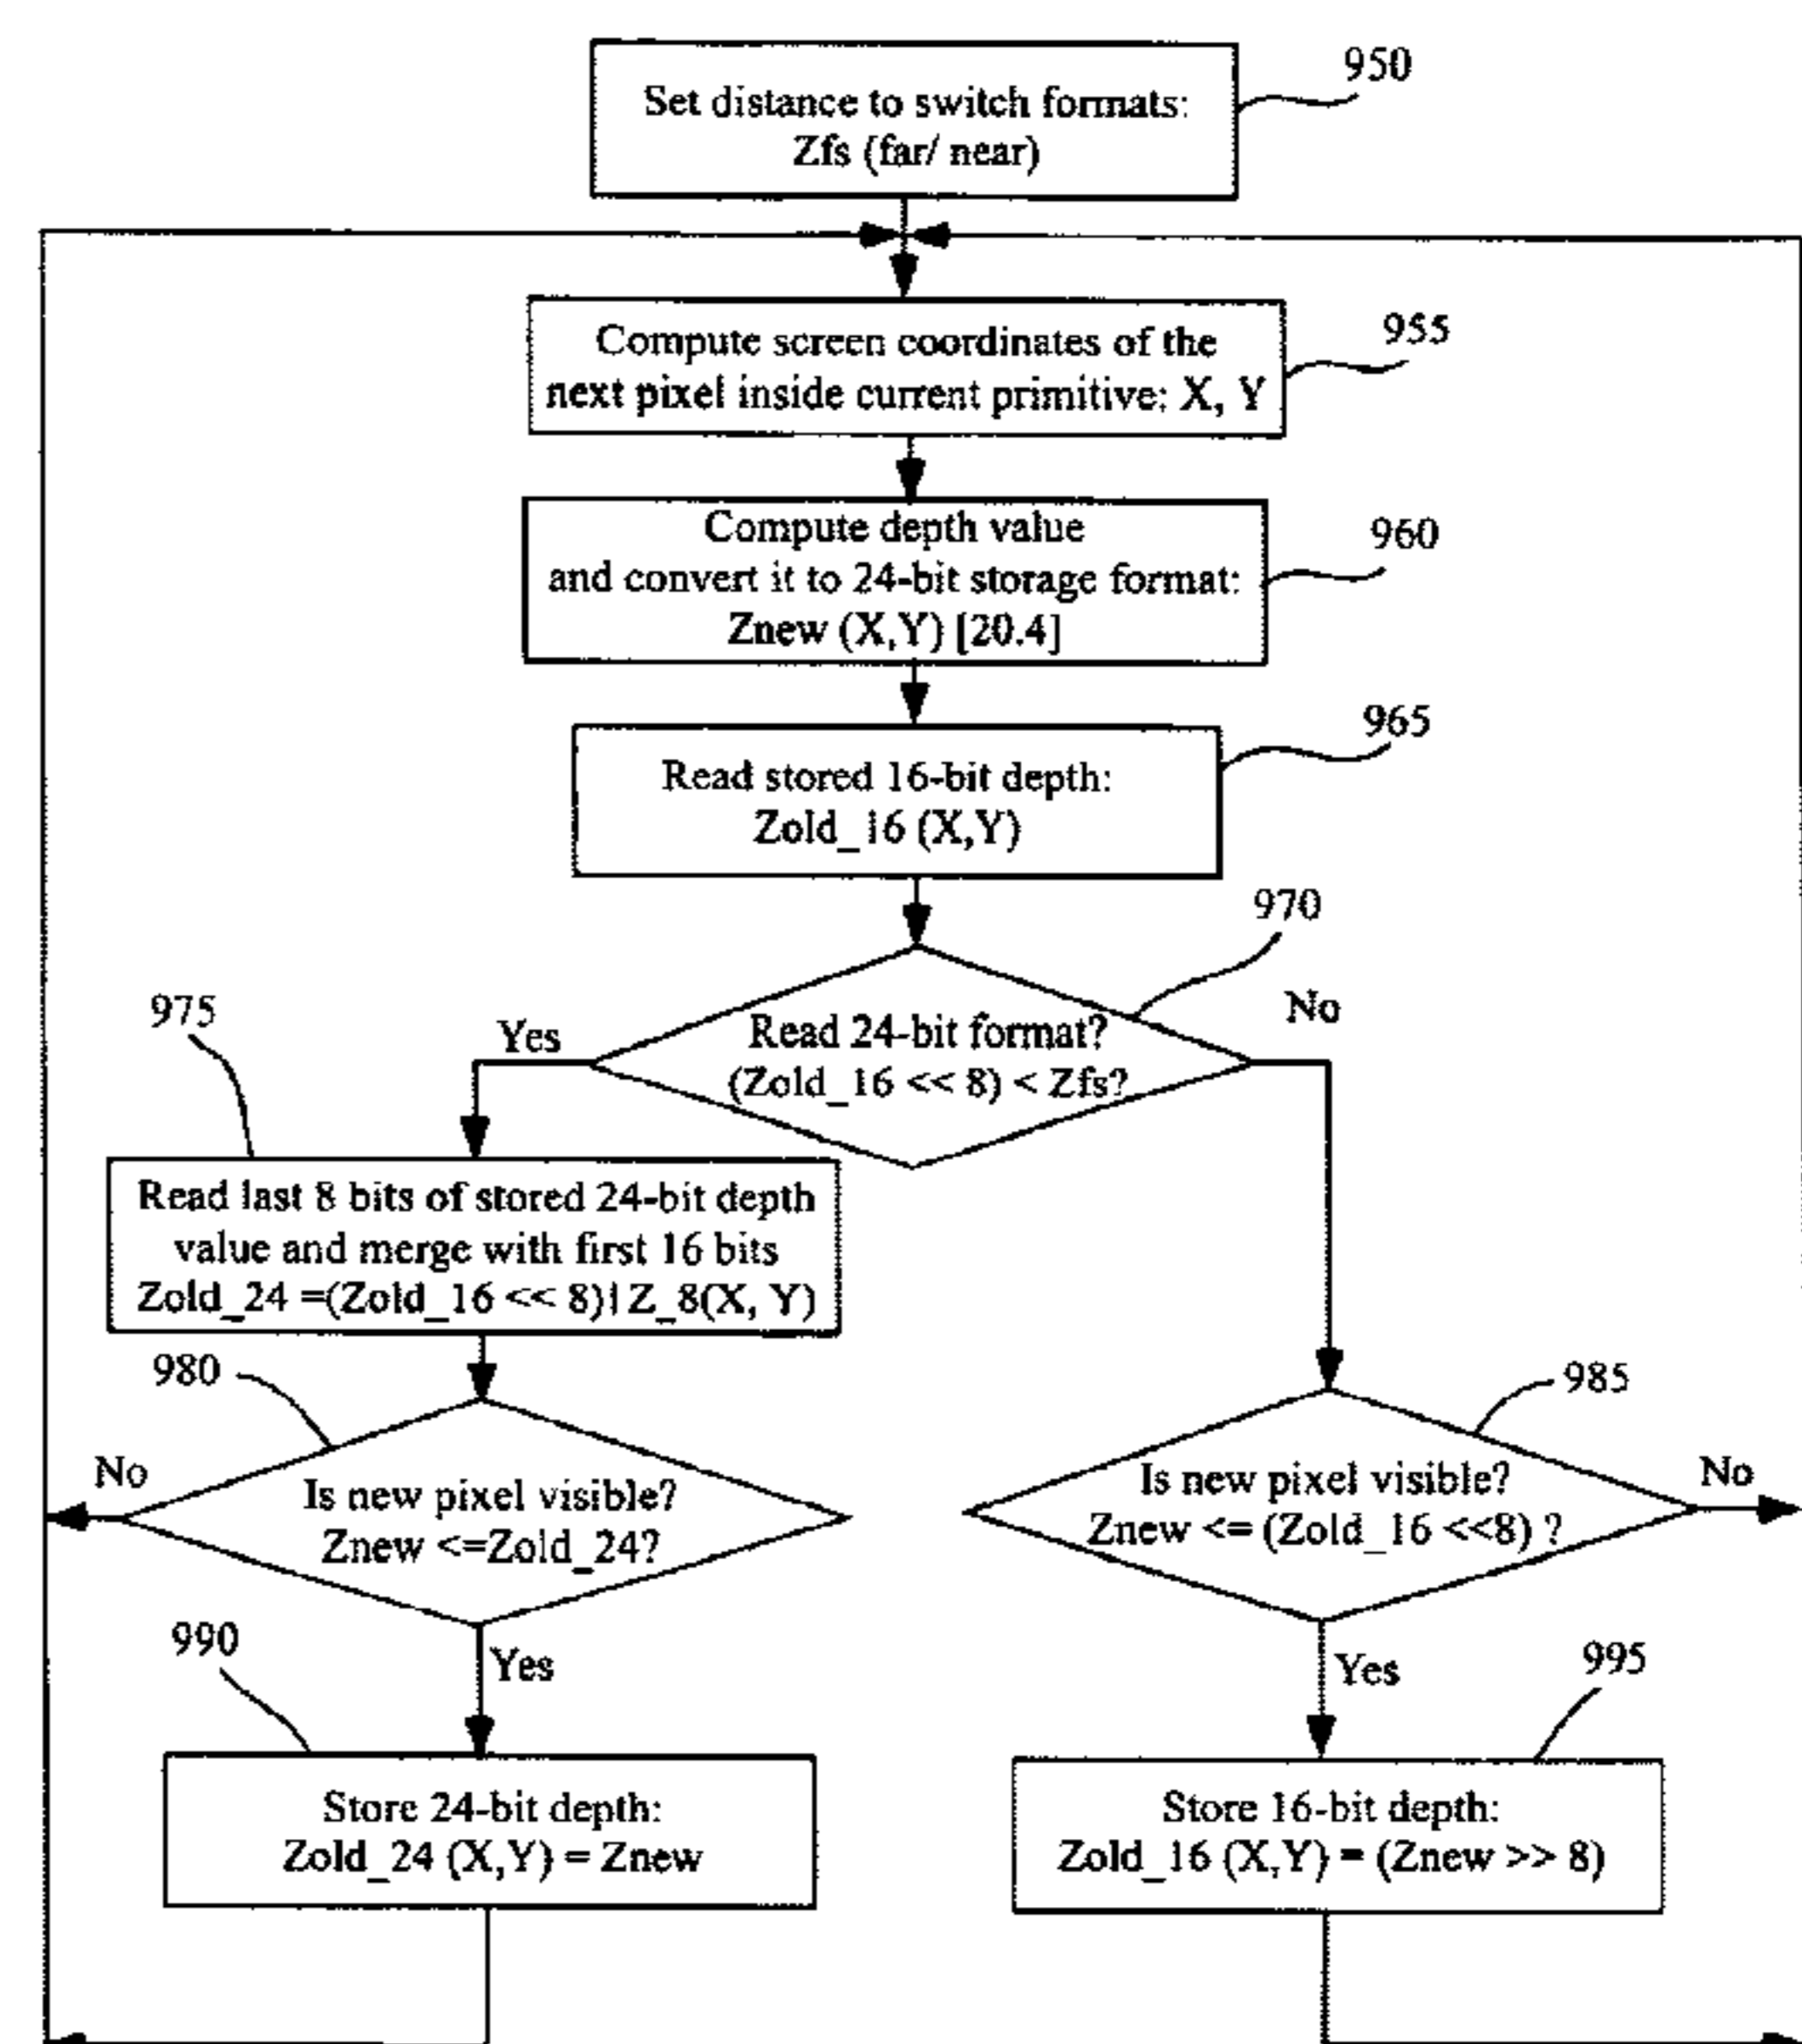 950
Set distance to switch formats:
Zfs (far/ near)
955
Compute screen coordinates of the
next pixel inside current primitive: X, Y
960
Compute depth value
and convert it to 24-bit storage format:
Znew (X,Y) [20.4]
965
Read stored 16-bit depth:
Zold_16 (X,Y)
970
Read 24-bit format?
(Zold_16 << 8) < Zfs?
Yes
No
975
Read last 8 bits of stored 24-bit depth
value and merge with first 16 bits
Zold_24 =(Zold_16 << 8)| Z_8(X, Y)
980
Is new pixel visible?
Znew <=Zold_24?
No
Yes
985
Is new pixel visible?
Znew <= (Zold_16 <<8) ?
No
Yes
990
Store 24-bit depth:
Zold_24 (X,Y) = Znew
995
Store 16-bit depth:
Zold_16 (X,Y) = (Znew >> 8)